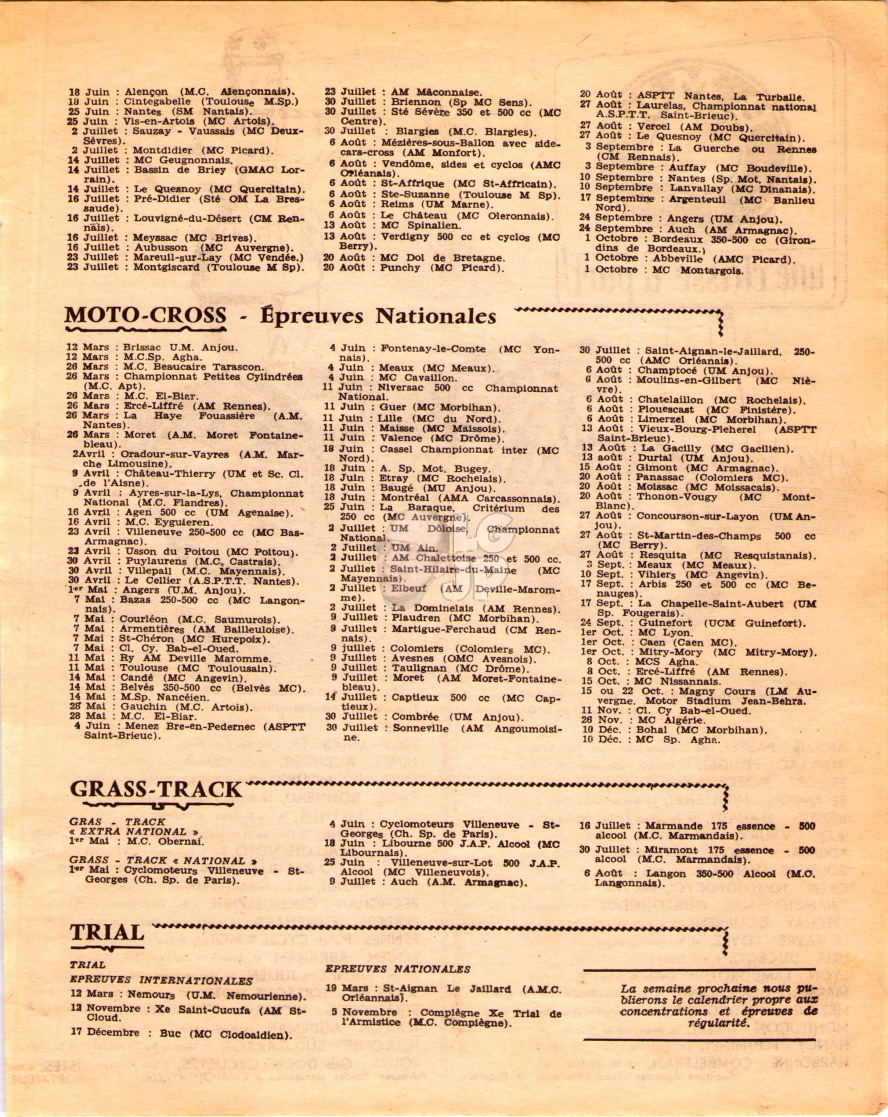 18 Juin : Alençon (M.C. Alençonnais).
18 Juin : Cintegabelle (Toulouse M.Sp.)
25 Juin : Nantes (SM Nantais).
25 Juin : Vis-en-Artois (MC Artois).
2 Juillet : Sauzay - Vaussais (MC Deux-
Sèvres).
2 Juillet : Montdidier (MC Picard).
14 Juillet : MC Geugnonnais.
14 Juillet : Bassin de Briey (GMAC Lor-
rain).
14 Juillet : Le Quesnoy (MC Quercitain).
16 Juillet : Pré-Didier (Sté OM La Bres-
saude).
16 Juillet : Louvigné-du-Désert (CM Ren-
nais).
16 Juillet : Meyssac (MC Brives).
16 Juillet : Aubusson (MC Auvergne).
23 Juillet : Mareuil-sur-Lay (MC Vendée.)
23 Juillet : Montgiscard (Toulouse M Sp).
23 Juillet : AM Mâconnaise.
30 Juillet : Briennon (Sp MC Sens).
30 Juillet : Sté Sévère 350 et 500 cc (MC
Centre).
30 Juillet : Blargies (M.C. Blargies).
6 Août : Mézières-sous-Ballon avec side-
cara-cross (AM Monfort).
6 Août : Vendôme, sides et cyclos (AMC
Orléanais).
6 Août : St-Affrique (MC St-Africain).
6 Août : Ste-Suzanne (Toulouse M Sp).
6 Août : Reims (UM Marne).
6 Août : Le Château (MC Oleronnais).
13 Août : MC Spinalien.
13 Août : Verdigny 500 cc et cyclos (MC
Berry).
20 Août : MC Dol de Bretagne.
20 Août : Punchy (MC Picard).
20 Août : ASPTT Nantes, La Turballe.
27 Août : Laurelas, Championnat national
A.S.P.T.T. Saint-Brieuc).
27 Août : Vercel (AM Doubs).
27 Août : Le Quesnoy (MC Quercitain).
3 Septembre : La Guerche ou Rennes
(CM Rennais).
3 Septembre : Auffay (MC Boudeville).
10 Septembre : Nantes (Sp. Mot. Nantais).
10 Septembre : Lanvallay (MC Dinanais).
17 Septembre : Argenteuil (MC Banlieu
Nord).
24 Septembre : Angers (UM Anjou).
24 Septembre : Auch (AM Armagnac).
1 Octobre : Bordeaux 350-500 cc (Giron-
dins de Bordeaux.)
1 Octobre : Abbeville (AMC Picard).
1 Octobre : MC Montargois.
MOTO-CROSS - Épreuves Nationales
12 Mars : Brissac U.M. Anjou.
12 Mars : M.C.Sp. Agha.
26 Mars : M.C. Beaucaire Tarascon.
26 Mars : Championnat Petites Cylindrées
(M.C. Apt).
26 Mars : M.C. El-Biar.
26 Mars : Ercé-Liffré (AM Rennes).
26 Mars : La Haye Fouassière (A.M.
Nantes).
26 Mars : Moret (A.M. Moret Fontaine-
bleau).
2Avril : Oradour-sur-Vayres (A.M. Mar-
che Limousine).
9 Avril : Château-Thierry (UM et Sc. Cl.
de l'Aisne).
9 Avril : Ayres-sur-la-Lys, Championnat
National (M.C. Flandres).
16 Avril : Agen 500 cc (UM Agenaise).
16 Avril : M.C. Eyguieren.
23 Avril : Villeneuve 250-500 cc (MC Bas-
Armagnac).
23 Avril : Usson du Poitou (MC Poitou).
30 Avril : Puylaurens (M.C. Castrais).
30 Avril : Villepail (M.C. Mayennais).
30 Avril : Le Cellier (A.S.P.T.T. Nantes).
1er Mai : Angers (U.M. Anjou).
7 Mai : Bazas 250-500 cc (MC Langon-
nais).
7 Mai : Courléon (M.C. Saumurois).
7 Mai : Armentières (AM Bailleuloise).
7 Mai : St-Chéron (MC Hurepoix).
7 Mai : Cl. Cy. Bab-el-Oued.
11 Mai : Ry AM Deville Maromme.
11 Mai : Toulouse (MC Toulousain).
14 Mai : Candé (MC Angevin).
14 Mai : Belvès 350-500 cc (Belvès MC).
14 Mai : M.Sp. Nancéien.
28 Mai : Gauchin (M.C. Artois).
28 Mai : M.C. El-Biar.
4 Juin : Menez Bre-en-Pedernec (ASPTT
Saint-Brieuc).
4 Juin : Fontenay-le-Comte (MC Yon-
nais).
4 Juin : Meaux (MC Meaux).
4 Juin : MC Cavaillon.
11 Juin : Niversac 500 cc Championnat
National.
11 Juin : Guer (MC Morbihan).
11 Juin : Lille (MC du Nord).
11 Juin : Maisse (MC Maissois).
11 Juin : Valence (MC Drôme).
18 Juin : Cassel Championnat inter (MC
Nord).
18 Juin : A. Sp. Mot. Bugey.
18 Juin : Etray (MC Rochelais).
18 Juin : Baugé (MU Anjou).
18 Juin : Montréal (AMA Carcassonnais).
25 Juin : La Baraque, Critérium des
250 cc (MC Auvergne).
2 Juillet : UM Dôloise, Championnat
National.
2 Juillet : UM Ain.
2 Juillet : AM Chalettoise 250 et 500 cc.
2 Juillet : Saint-Hilaire-du-Maine (MC
Mayennais).
2 Juillet : Elbeuf (AM Deville-Marom-
me).
2 Juillet : La Dominelais (AM Rennes).
9 Juillet : Plaudren (MC Morbihan).
9 Juillet : Martigue-Ferchaud (CM Ren-
nais).
9 juillet : Colomiers (Colomiers MC).
9 Juillet : Avesnes (OMC Avesnois).
9 Juillet : Taulignan (MC Drôme).
9 Juillet : Moret (AM Moret-Fontaine-
bleau).
14 Juillet : Captieux 500 cc (MC Cap-
tieux).
30 Juillet : Combrée (UM Anjou).
30 Juillet : Sonneville (AM Angoumoisi-
ne.
30 Juillet : Saint-Aignan-le-Jaillard, 250-
500 cc (AMC Orléanais).
6 Août : Champtocé (UM Anjou).
6 Août : Moulins-en-Gilbert (MC Niè-
vre).
6 Août : Chatelaillon (MC Rochelais).
6 Août : Plouescast (MC Finistère).
6 Août : Limerzel (MC Morbihan).
13 Août : Vieux-Bourg-Pleherel (ASPTT
Saint-Brieuc).
13 Août : La Gacilly (MC Gacilien).
13 août : Durtal (UM Anjou).
15 Août : Gimont (MC Armagnac).
20 Août : Panassac (Colomiers MC).
20 Août : Moissac (MC Moissacais).
20 Août : Thonon-Vougy (MC Mont-
Blanc).
27 Août : Concourson-sur-Layon (UM An-
jou).
27 Août : St-Martin-des-Champs 500 cc
(MC Berry).
27 Août : Resquita (MC Resquistanais).
3 Sept. : Meaux (MC Meaux).
10 Sept. : Vihiers (MC Angevin).
17 Sept. : Arbis 250 et 500 cc (MC Be-
nauges).
17 Sept. : La Chapelle-Saint-Aubert (UM
Sp. Fougerais).
24 Sept. : Guinefort (UCM Guinefort).
1er Oct. : MC Lyon.
1er Oct. : Caen (Caen MC).
1er Oct. : Mitry-Mory (MC Mitry-Mory).
8 Oct. : MCS Agha.
8 Oct. : Ercé-Liffré (AM Rennes).
15 Oct. : MC Nissannais.
15 ou 22 Oct. : Magny Cours (LM Au-
vergne. Motor Stadium Jean-Behra.
11 Nov. : Cl. Cy Bab-el-Oued.
26 Nov. : MC Algérie.
10 Déc. : Bohal (MC Morbihan).
10 Déc. : MC Sp. Agha.
GRASS-TRACK
GRAS - TRACK
« EXTRA NATIONAL »
1er Mai : M.C. Obernai.
GRASS - TRACK « NATIONAL »
1er Mai : Cyclomoteurs Villeneuve - St-
Georges (Ch. Sp. de Paris).
4 Juin : Cyclomoteurs Villeneuve - St-
Georges (Ch. Sp. de Paris).
18 Juin : Libourne 500 J.A.P. Alcool (MC
Libournais).
25 Juin : Villeneuve-sur-Lot 500 J.A.P.
Alcool (MC Villeneuvois).
9 Juillet : Auch (A.M. Armagnac).
16 Juillet : Marmande 175 essence - 500
alcool (M.C. Marmandais).
30 Juillet : Miramont 175 essence - 500
alcool (M.C. Marmandais).
6 Août : Langon 350-500 Alcool (M.C.
Langonnais).
TRIAL
TRIAL
EPREUVES INTERNATIONALES
12 Mars : Nemours (U.M. Nemourienne).
12 Novembre : Xe Saint-Cucufa (AM St-
Cloud.
17 Décembre : Buc (MC Clodoaldien).
EPREUVES NATIONALES
19 Mars : St-Aignan Le Jaillard (A.M.C.
Orléannais).
5 Novembre : Compiègne Xe Trial de
l'Armistice (M.C. Compiègne).
La semaine prochaine nous pu-
blierons le calendrier propre aux
concentrations et épreuves de
régularité.